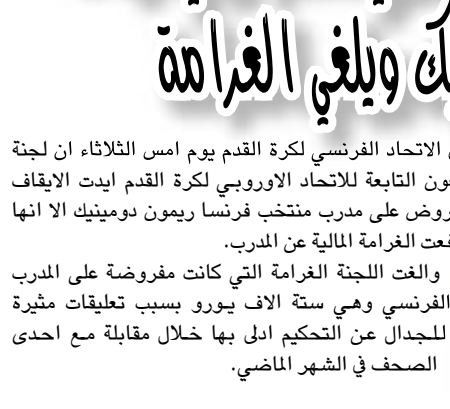 ويلغي الغرامة
الاتحاد الفرنسي لكرة القدم يوم امس الثلاثاء ان لجنة
التابعة للاتحاد الاوروبي لكرة القدم ايدت الايقاف
على مدرب منتخب فرنسا ريمون دومينيك الا انها
الغرامة المالية عن المدرب.
والغت اللجنة الغرامة التي كانت مفروضة على المدرب
الفرنسي وهي ستة الاف يورو بسبب تعليقات مثيرة
للجدال عن التحكيم ادلى بها خلال مقابلة مع احدى
الصحف في الشهر الماضي.